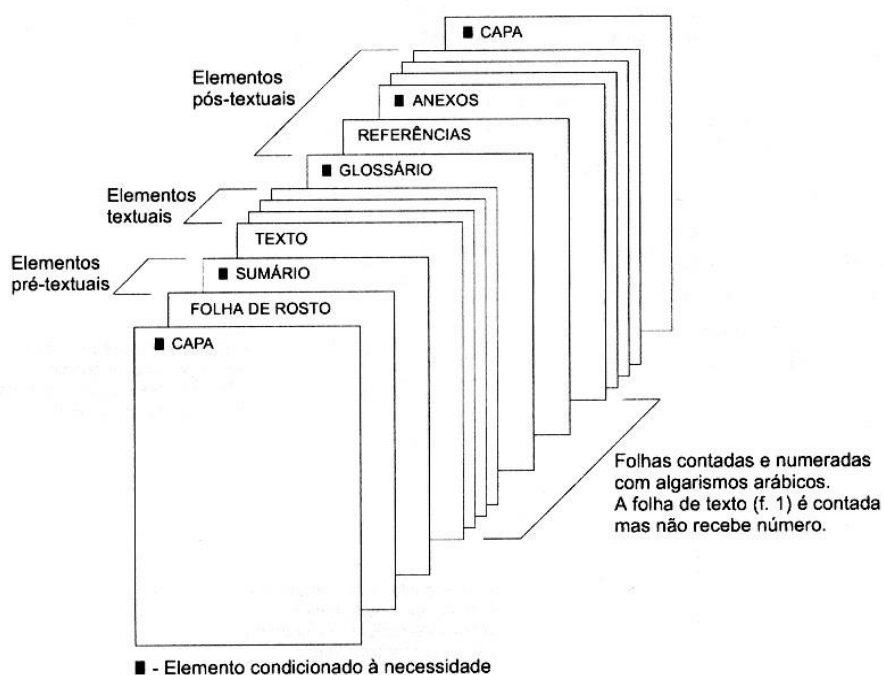 ■ CAPA
Elementos
pós-textuais
■ ANEXOS
REFERÊNCIAS
■ GLOSSÁRIO
Elementos
textuais
TEXTO
Elementos
pré-textuais
■ SUMÁRIO
FOLHA DE ROSTO
■ CAPA
Folhas contadas e numeradas
com algarismos arábicos.
A folha de texto (f. 1) é contada
mas não recebe número.
■ - Elemento condicionado à necessidade